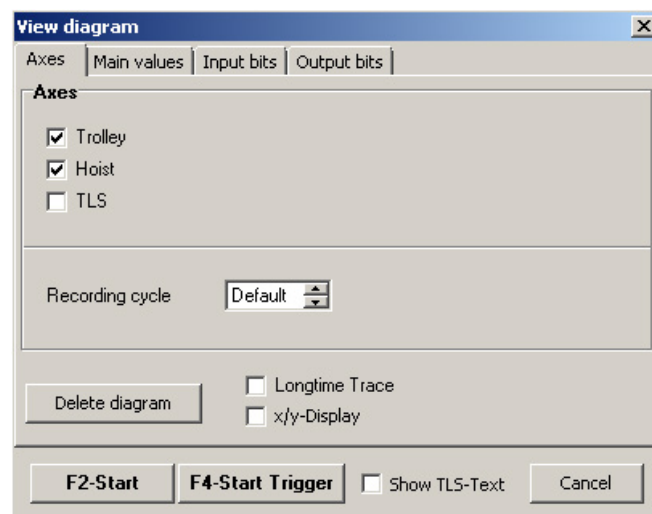 View diagram
Axes Main values Input bits Output bits
Axes
Trolley
Hoist
TLS
Recording cycle Default
Longtime Trace
Delete diagram
x/y-Display
F2-Start F4-Start Trigger Show TLS-Text Cancel